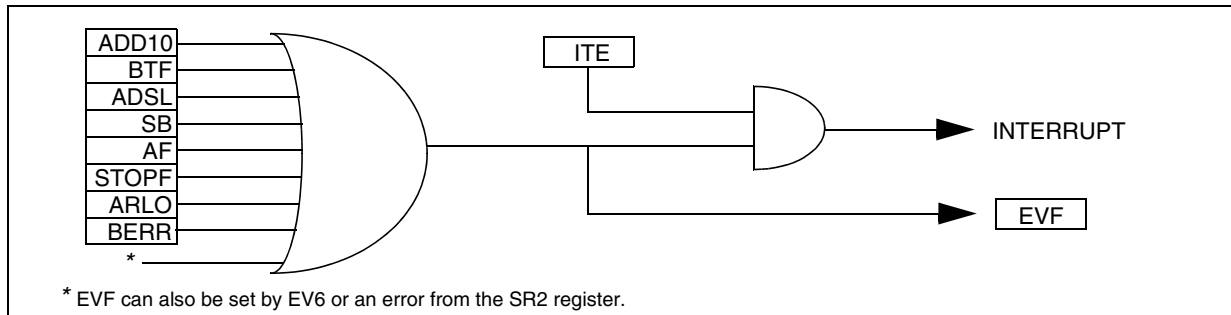 ADD10
BTF
ADSL
SB
AF
STOPF
ARLO
BERR
*
ITE
INTERRUPT
EVF
* EVF can also be set by EV6 or an error from the SR2 register.